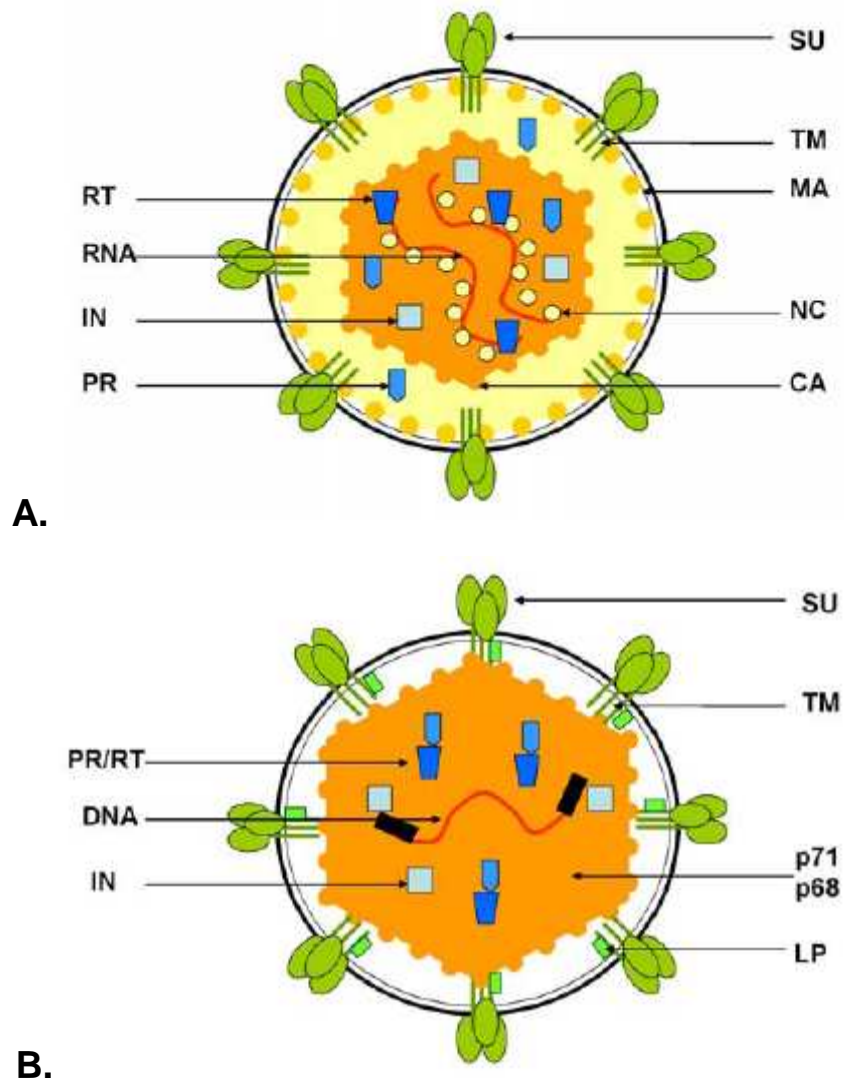 SU
TM
MA
RT
RNA
IN
NC
PR
CA
A.
SU
TM
PR/RT
DNA
p71
IN
p68
LP
B.